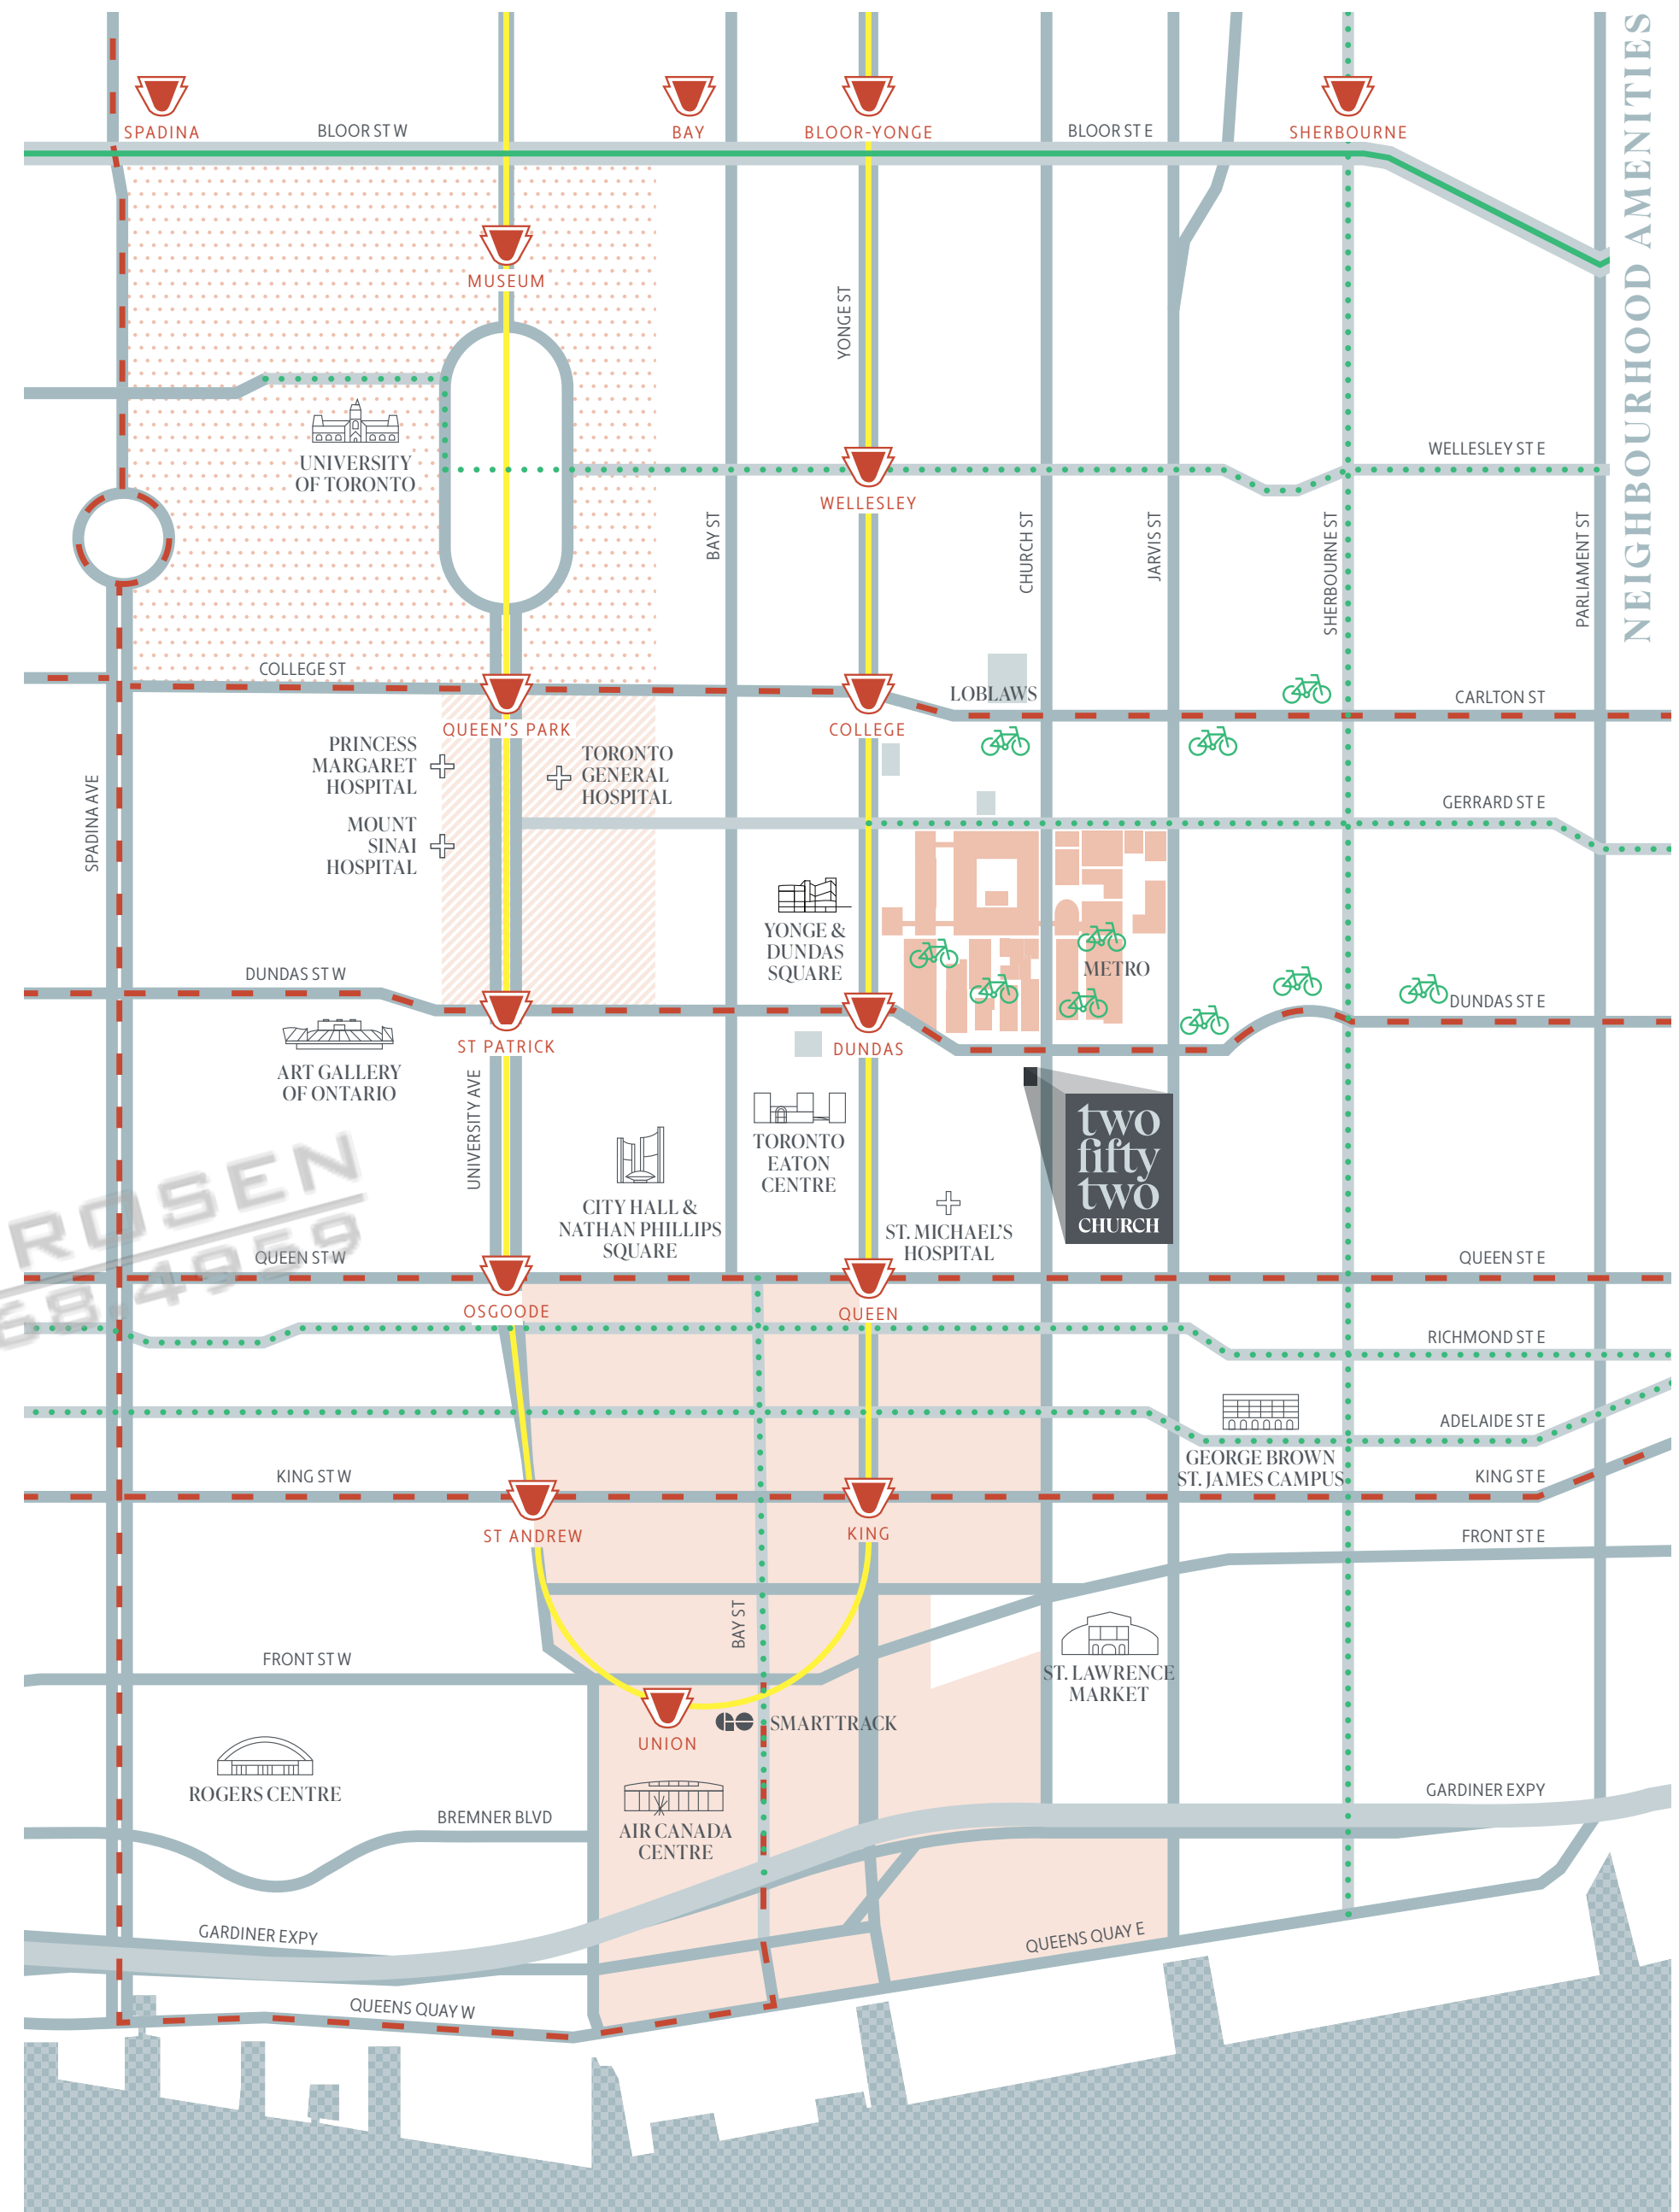 NEIGHBOURHOOD AMENITIES
SPADINA
BLOOR ST W
BAY
BLOOR-YONGE
BLOOR ST E
SHERBOURNE
MUSEUM
YONGE ST
UNIVERSITY
OF TORONTO
WELLESLEY ST E
WELLESLEY
BAY ST
CHURCH ST
JARVIS ST
SHERBOURNE ST
PARLIAMENT ST
COLLEGE ST
LOBLAWS
CARLTON ST
QUEEN'S PARK
COLLEGE
PRINCESS
MARGARET
HOSPITAL
TORONTO
GENERAL
HOSPITAL
SPADINA AVE
MOUNT
SINAI
HOSPITAL
GERRARD ST E
YONGE &
DUNDAS
SQUARE
METRO
DUNDAS ST W
DUNDAS ST E
ST PATRICK
DUNDAS
ART GALLERY
OF ONTARIO
UNIVERSITY AVE
TORONTO
EATON
CENTRE
two
fifty
two
CHURCH
CITY HALL &
NATHAN PHILLIPS
SQUARE
ST. MICHAEL'S
HOSPITAL
ROSEN
68.4959
QUEEN ST W
QUEEN ST E
OSGOODE
QUEEN
RICHMOND ST E
ADELAIDE ST E
GEORGE BROWN
ST. JAMES CAMPUS
KING ST W
KING ST E
ST ANDREW
KING
FRONT ST E
BAY ST
FRONT ST W
ST. LAWRENCE
MARKET
GO
SMARTTRACK
UNION
ROGERS CENTRE
GARDINER EXPY
BREMNER BLVD
AIR CANADA
CENTRE
GARDINER EXPY
QUEENS QUAY E
QUEENS QUAY W